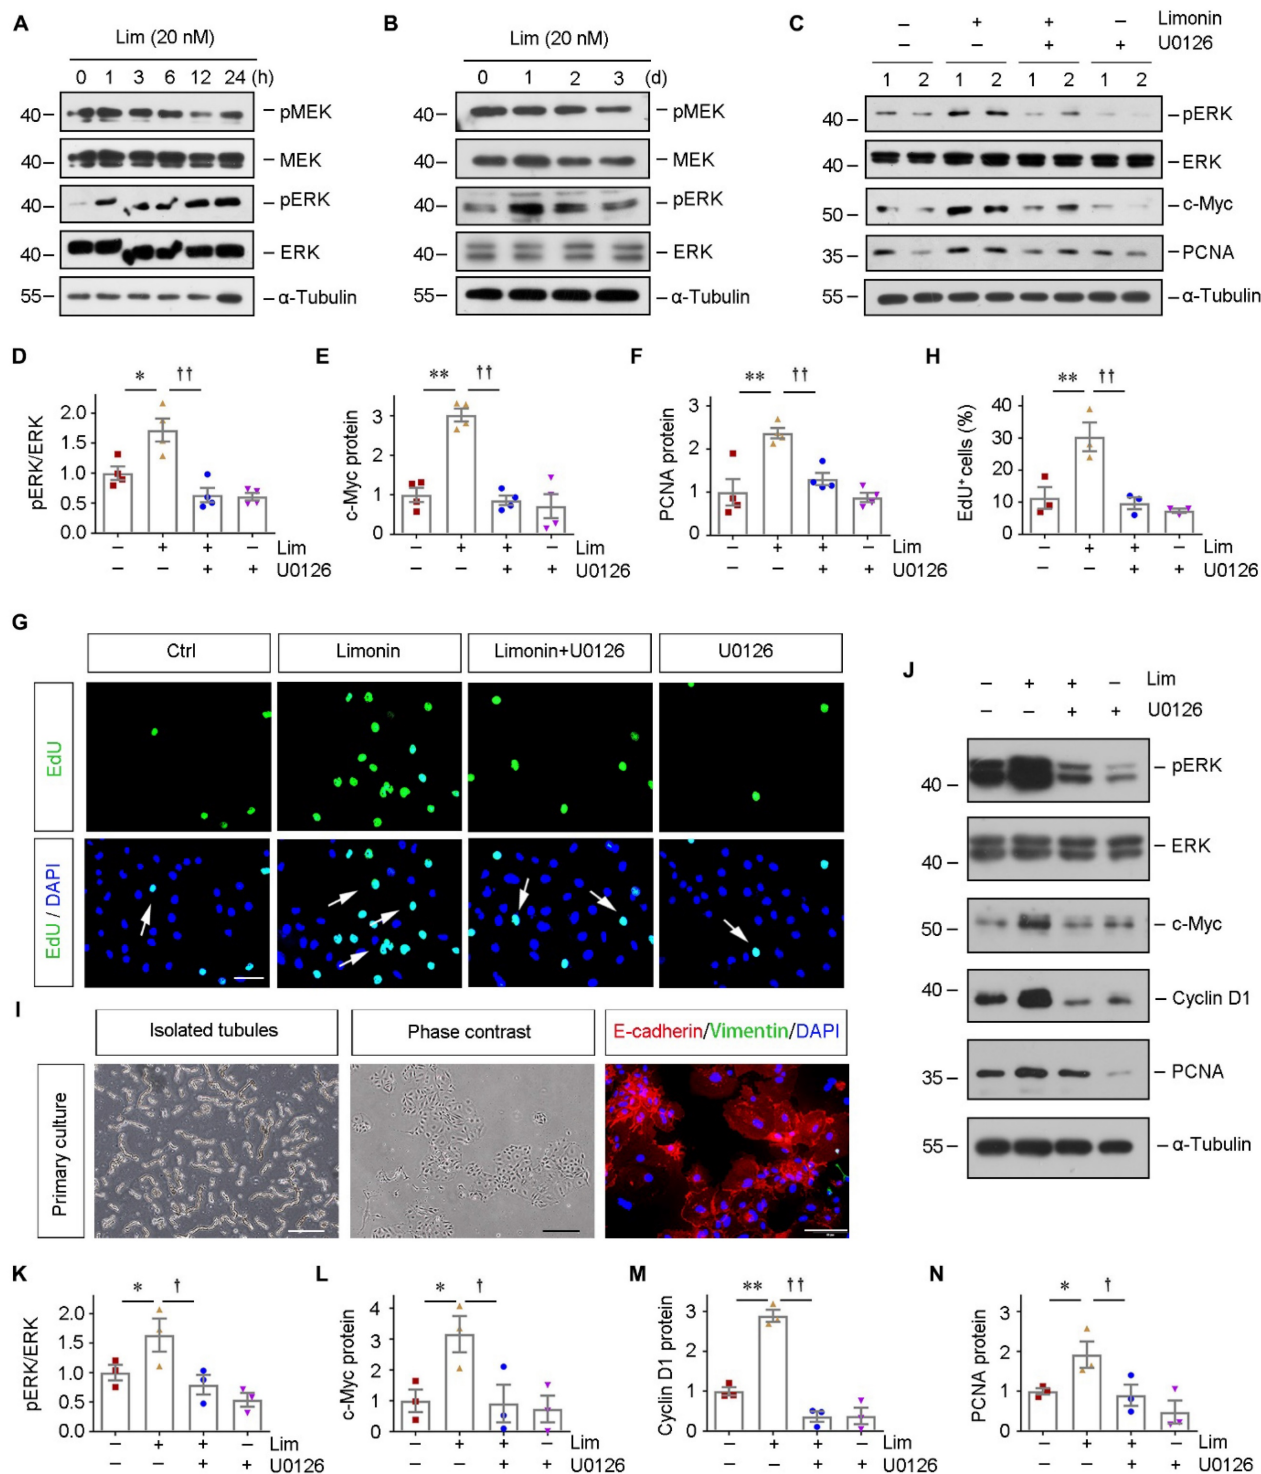 A
Lim (20 nM)
0 1 3 6 12 24 (h)
40 pMEK
40 MEK
40 pERK
40 ERK
55 α-Tubulin
B
Lim (20 nM)
0 1 2 3 (d)
40 pMEK
40 MEK
40 pERK
40 ERK
55 α-Tubulin
C
– + + – Limonin
– – + + U0126
1 2 1 2 1 2 1 2
40 pERK
40 ERK
50 c-Myc
35 PCNA
55 α-Tubulin
D
* ††
pERK/ERK
2.0
1.5
1.0
0.5
0.0
– + + – Lim
– – + + U0126
E
** ††
c-Myc protein
3
2
1
0
– + + – Lim
– – + + U0126
F
** ††
PCNA protein
3
2
1
0
– + + – Lim
– – + + U0126
H
** ††
EdU⁺ cells (%)
40
30
20
10
0
– + + – Lim
– – + + U0126
G
Ctrl Limonin Limonin+U0126 U0126
EdU
EdU / DAPI
I
Isolated tubules Phase contrast E-cadherin/Vimentin/DAPI
Primary culture
J
– + + – Lim
– – + + U0126
40 pERK
40 ERK
50 c-Myc
40 Cyclin D1
35 PCNA
55 α-Tubulin
K
* †
pERK/ERK
2.0
1.5
1.0
0.5
0.0
– + + – Lim
– – + + U0126
L
* †
c-Myc protein
4
3
2
1
0
– + + – Lim
– – + + U0126
M
** ††
Cyclin D1 protein
3
2
1
0
– + + – Lim
– – + + U0126
N
* †
PCNA protein
3
2
1
0
– + + – Lim
– – + + U0126